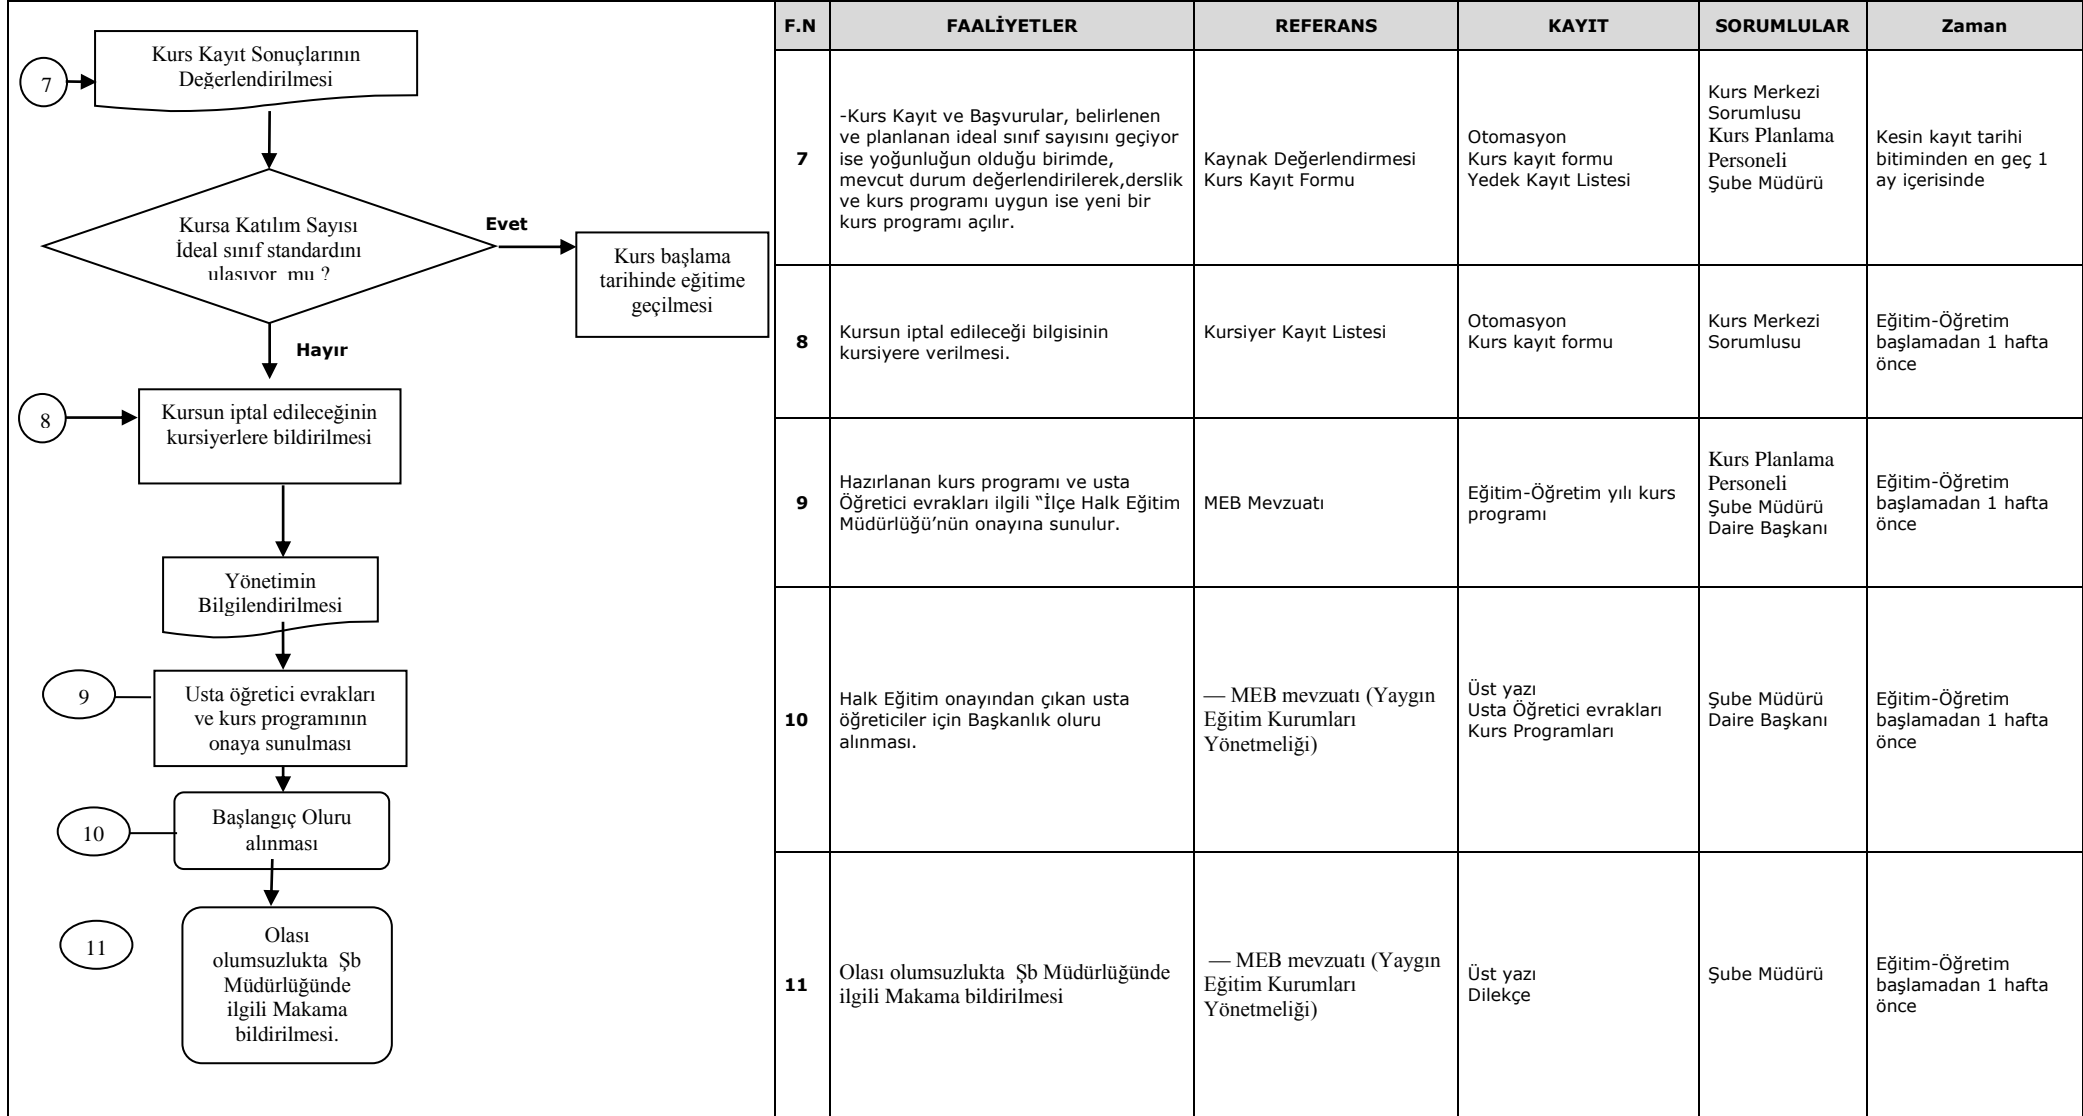 7
Kurs Kayıt Sonuçlarının
Değerlendirilmesi
Kursa Katılım Sayısı
İdeal sınıf standardını
ulaşıyor mu ?
Evet
Kurs başlama
tarihinde eğitime
geçilmesi
Hayır
8
Kursun iptal edileceğinin
kursiyerlere bildirilmesi
Yönetimin
Bilgilendirilmesi
9
Usta öğretici evrakları
ve kurs programının
onaya sunulması
10
Başlangıç Oluru
alınması
11
Olası
olumsuzlukta Şb
Müdürlüğünde
ilgili Makama
bildirilmesi.
F.N
FAALİYETLER
REFERANS
KAYIT
SORUMLULAR
Zaman
7
-Kurs Kayıt ve Başvurular, belirlenen
ve planlanan ideal sınıf sayısını geçiyor
ise yoğunluğun olduğu birimde,
mevcut durum değerlendirilerek,derslik
ve kurs programı uygun ise yeni bir
kurs programı açılır.
Kaynak Değerlendirmesi
Kurs Kayıt Formu
Otomasyon
Kurs kayıt formu
Yedek Kayıt Listesi
Kurs Merkezi
Sorumlusu
Kurs Planlama
Personeli
Şube Müdürü
Kesin kayıt tarihi
bitiminden en geç 1
ay içerisinde
8
Kursun iptal edileceği bilgisinin
kursiyere verilmesi.
Kursiyer Kayıt Listesi
Otomasyon
Kurs kayıt formu
Kurs Merkezi
Sorumlusu
Eğitim-Öğretim
başlamadan 1 hafta
önce
9
Hazırlanan kurs programı ve usta
Öğretici evrakları ilgili “İlçe Halk Eğitim
Müdürlüğü’nün onayına sunulur.
MEB Mevzuatı
Eğitim-Öğretim yılı kurs
programı
Kurs Planlama
Personeli
Şube Müdürü
Daire Başkanı
Eğitim-Öğretim
başlamadan 1 hafta
önce
10
Halk Eğitim onayından çıkan usta
öğreticiler için Başkanlık oluru
alınması.
— MEB mevzuatı (Yaygın
Eğitim Kurumları
Yönetmeliği)
Üst yazı
Usta Öğretici evrakları
Kurs Programları
Şube Müdürü
Daire Başkanı
Eğitim-Öğretim
başlamadan 1 hafta
önce
11
Olası olumsuzlukta Şb Müdürlüğünde
ilgili Makama bildirilmesi
— MEB mevzuatı (Yaygın
Eğitim Kurumları
Yönetmeliği)
Üst yazı
Dilekçe
Şube Müdürü
Eğitim-Öğretim
başlamadan 1 hafta
önce